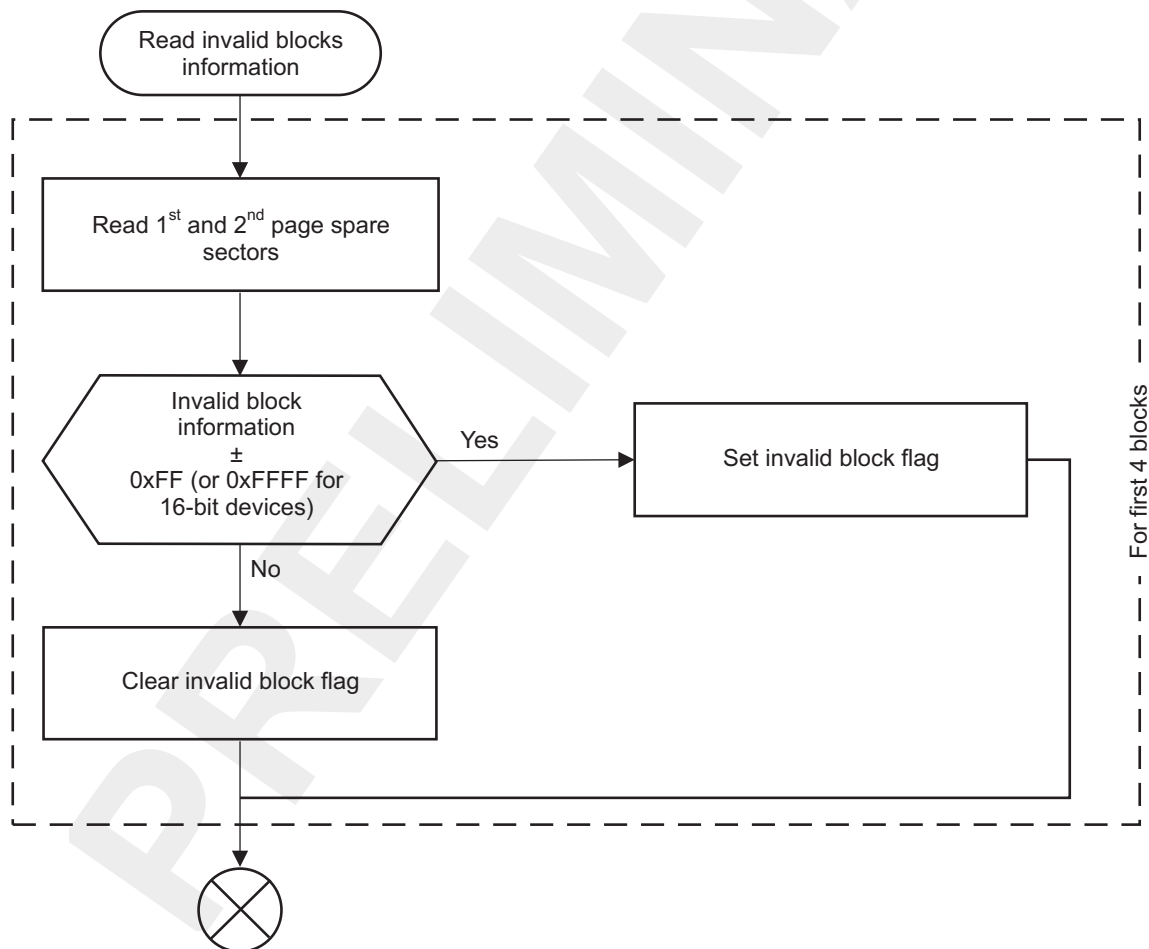 Read invalid blocks
information
Read 1st and 2nd page spare
sectors
Invalid block
information
±
0xFF (or 0xFFFF for
16-bit devices)
Yes
Set invalid block flag
No
Clear invalid block flag
For first 4 blocks